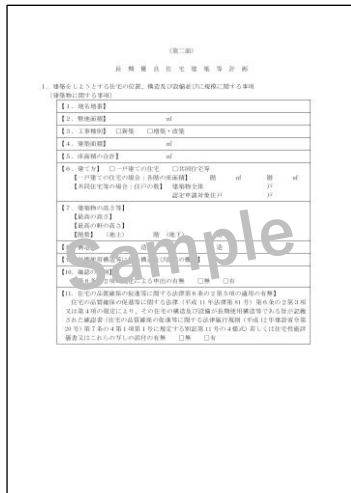 （第二面）
長 期 優 良 住 宅 建 築 等 計 画
1．建築をしようとする住宅の位置、構造及び設備並びに規模に関する事項
〔建築物に関する事項〕
【1．地名地番】
【2．敷地面積】　㎡
【3．工事種別】　□新築　□増築・改築
【4．建築面積】　㎡
【5．床面積の合計】　㎡
【6．建て方】　□一戸建ての住宅　□共同住宅等
【一戸建ての住宅の場合：各階の床面積】　階　㎡　階　㎡
【共同住宅等の場合：住戸の数】　建築物全体　戸
認定申請対象住戸　戸
【7．建築物の高さ等】
【最高の高さ】
【最高の軒の高さ】
【階数】　（地上）　階　（地下）
造
Sample
【10．確認の
による申出の有無　□無　□有
【11．住宅の品質確保の促進等に関する法律第6条の2第5項の適用の有無】
住宅の品質確保の促進等に関する法律（平成 11 年法律第 81 号）第6条の2第3項
又は第4項の規定により、その住宅の構造及び設備が長期使用構造等である旨が記載
された確認書（住宅の品質確保の促進等に関する法律施行規則（平成 12 年建設省令第
20 号）第7条の4第1項第1号に規定する別記第 11 号の4様式）若しくは住宅性能評
価書又はこれらの写しの添付の有無　□無　□有